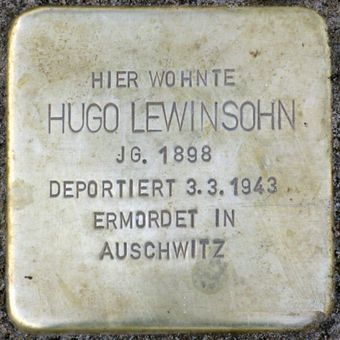 HIER WOHNTE
HUGO LEWINSOHN
JG. 1898
DEPORTIERT 3.3.1943
ERMORDET IN
AUSCHWITZ